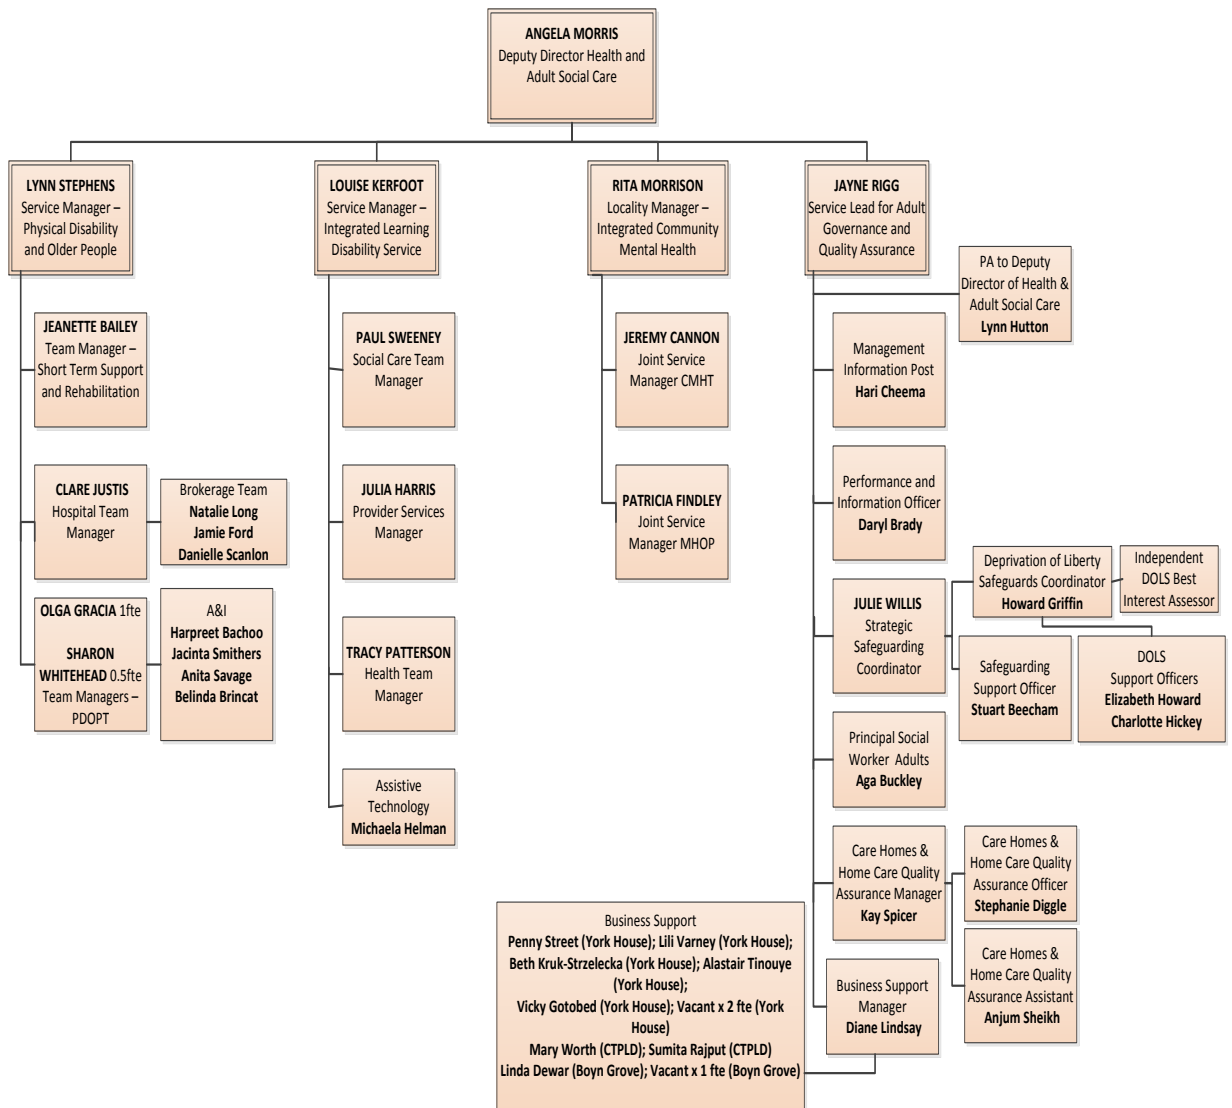 ANGELA MORRIS
Deputy Director Health and
Adult Social Care
LYNN STEPHENS
Service Manager –
Physical Disability
and Older People
LOUISE KERFOOT
Service Manager –
Integrated Learning
Disability Service
RITA MORRISON
Locality Manager –
Integrated Community
Mental Health
JAYNE RIGG
Service Lead for Adult
Governance and
Quality Assurance
PA to Deputy
Director of Health &
Adult Social Care
Lynn Hutton
JEANETTE BAILEY
Team Manager –
Short Term Support
and Rehabilitation
PAUL SWEENEY
Social Care Team
Manager
JEREMY CANNON
Joint Service
Manager CMHT
Management
Information Post
Hari Cheema
CLARE JUSTIS
Hospital Team
Manager
Brokerage Team
Natalie Long
Jamie Ford
Danielle Scanlon
JULIA HARRIS
Provider Services
Manager
PATRICIA FINDLEY
Joint Service
Manager MHOP
Performance and
Information Officer
Daryl Brady
OLGA GRACIA 1fte
SHARON
WHITEHEAD 0.5fte
Team Managers –
PDOPT
A&I
Harpreet Bachoo
Jacinta Smithers
Anita Savage
Belinda Brincat
TRACY PATTERSON
Health Team
Manager
JULIE WILLIS
Strategic
Safeguarding
Coordinator
Deprivation of Liberty
Safeguards Coordinator
Howard Griffin
Independent
DOLS Best
Interest Assessor
Safeguarding
Support Officer
Stuart Beecham
DOLS
Support Officers
Elizabeth Howard
Charlotte Hickey
Assistive
Technology
Michaela Helman
Principal Social
Worker Adults
Aga Buckley
Care Homes &
Home Care Quality
Assurance Manager
Kay Spicer
Care Homes &
Home Care Quality
Assurance Officer
Stephanie Diggle
Care Homes &
Home Care Quality
Assurance Assistant
Anjum Sheikh
Business Support
Penny Street (York House); Lili Varney (York House);
Beth Kruk-Strzelecka (York House); Alastair Tinouye
(York House);
Vicky Gotobed (York House); Vacant x 2 fte (York
House)
Mary Worth (CTPLD); Sumita Rajput (CTPLD)
Linda Dewar (Boyn Grove); Vacant x 1 fte (Boyn Grove)
Business Support
Manager
Diane Lindsay